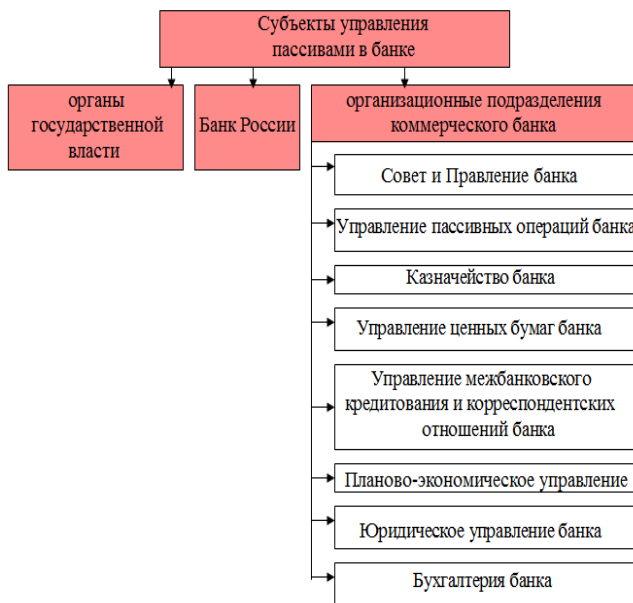 Субъекты управления
пассивами в банке
органы
государственной
власти
Банк России
организационные подразделения
коммерческого банка
Совет и Правление банка
Управление пассивных операций банка
Казначейство банка
Управление ценных бумаг банка
Управление межбанковского
кредитования и корреспондентских
отношений банка
Планово-экономическое управление
Юридическое управление банка
Бухгалтерия банка